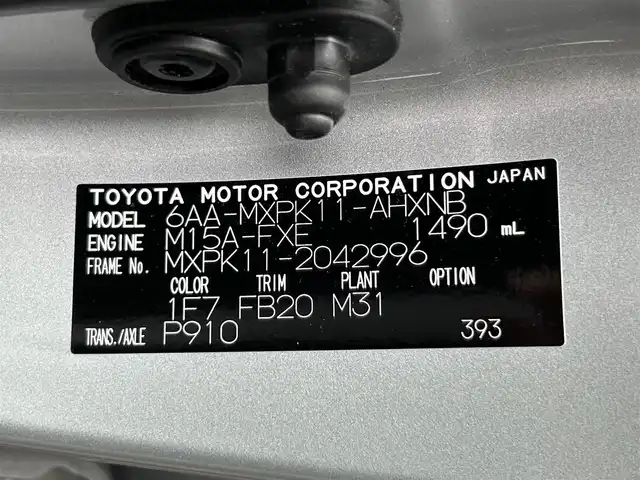 TOYOTA MOTOR CORPORATION JAPAN
MODEL 6AA-MXPK11-AHXNB
ENGINE M15A-FXE 1490 mL
FRAME No. MXPK11-2042996
COLOR TRIM PLANT OPTION
1F7 FB20 M31
TRANS./AXLE P910 393